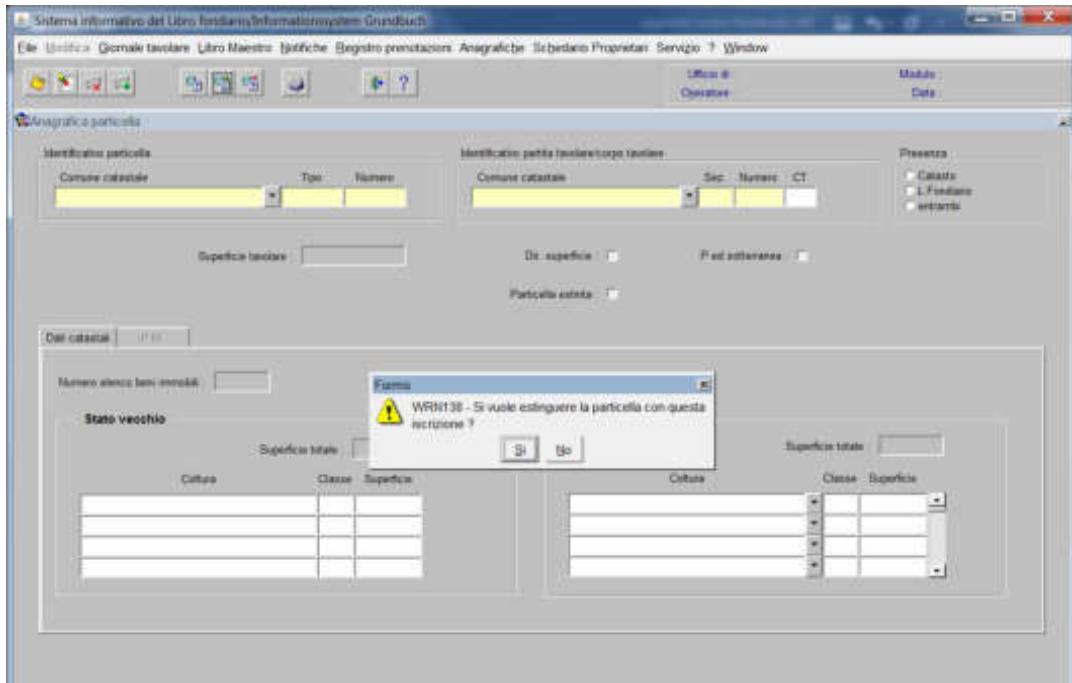 Sistema informativo del Libro fondiario/Informationssystem Grundbuch
File Modifica Giornale tavolare Libro Maestro Notifiche Registro prenotazioni Anagrafiche Schedario Proprietari Servizio ? Window
Ufficio di Modulo
Operatore Data
Anagrafica particella
Identificativo particella Identificativo partita tavolare/corpo tavolare Presenza
Comune catastale Tipo Numero Comune catastale Sez. Numero CT Catasto
L.Fondiario
entrambi
Superficie tavolare Dir. superficie : P.ed.sotterranea :
Particella estinta :
Dati catastali
Numero elenco beni immobili
Forms
WRN138 - Si vuole estinguere la particella con questa
iscrizione ?
Sì No
Stato vecchio
Superficie totale Superficie totale
Coltura Classe Superficie Coltura Classe Superficie